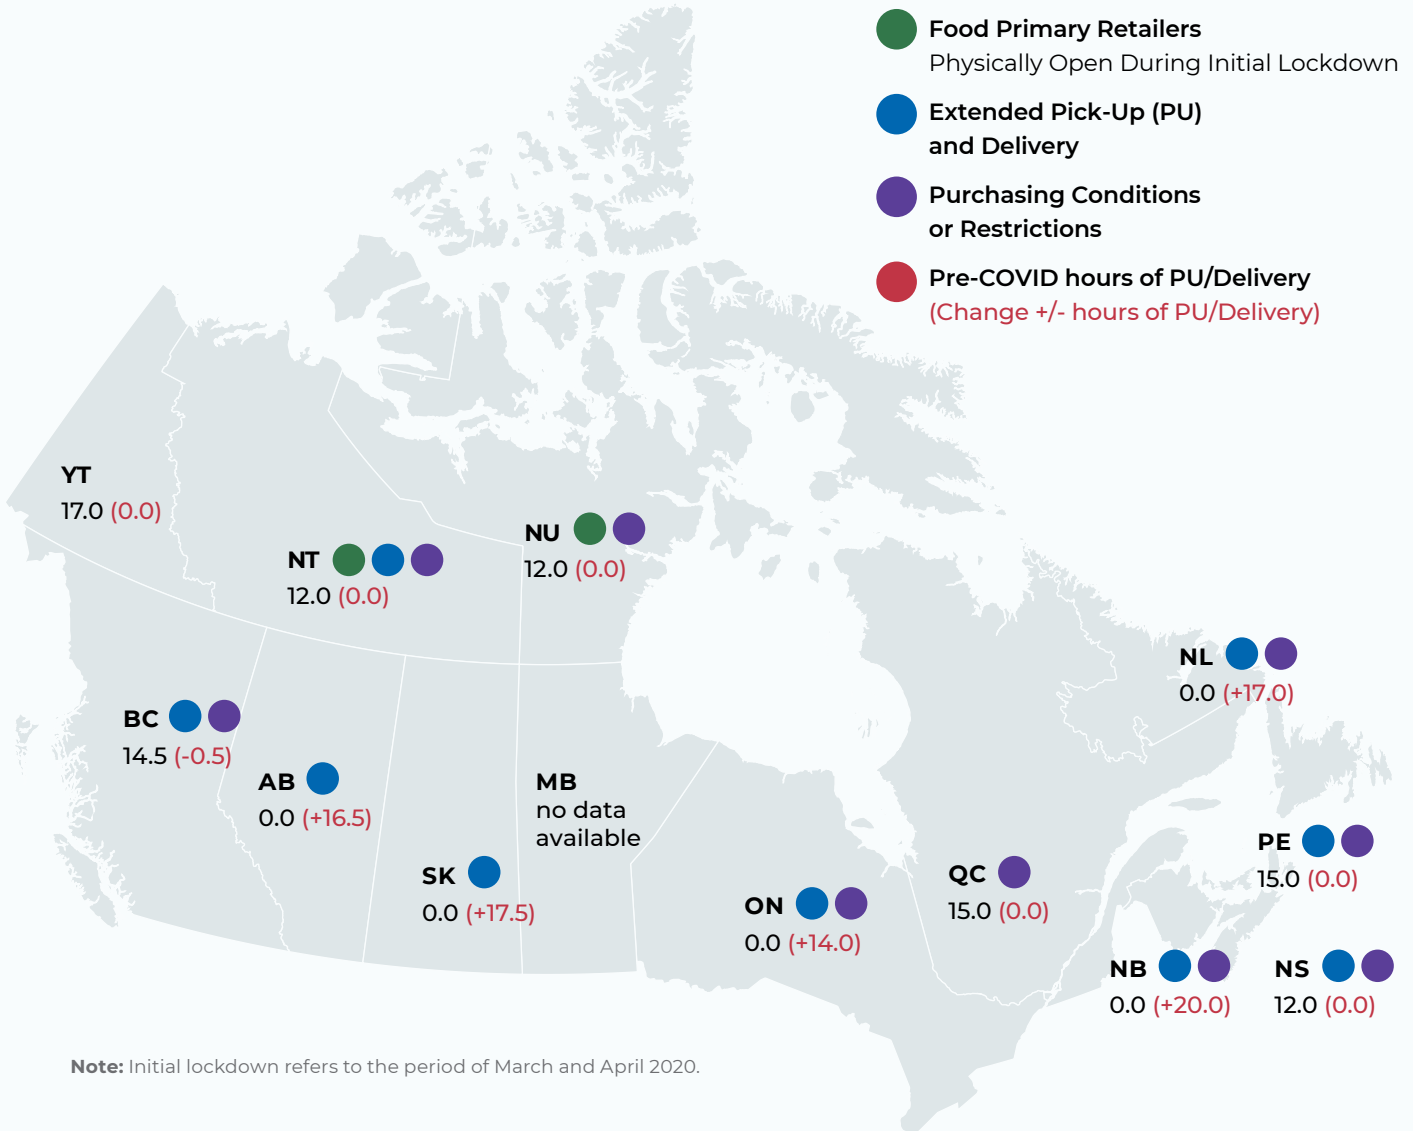 Food Primary Retailers
Physically Open During Initial Lockdown
Extended Pick-Up (PU)
and Delivery
Purchasing Conditions
or Restrictions
Pre-COVID hours of PU/Delivery
(Change +/- hours of PU/Delivery)
YT
17.0 (0.0)
NT
12.0 (0.0)
NU
12.0 (0.0)
NL
0.0 (+17.0)
BC
14.5 (-0.5)
AB
0.0 (+16.5)
MB
no data
available
SK
0.0 (+17.5)
ON
0.0 (+14.0)
QC
15.0 (0.0)
PE
15.0 (0.0)
NB
0.0 (+20.0)
NS
12.0 (0.0)
Note: Initial lockdown refers to the period of March and April 2020.